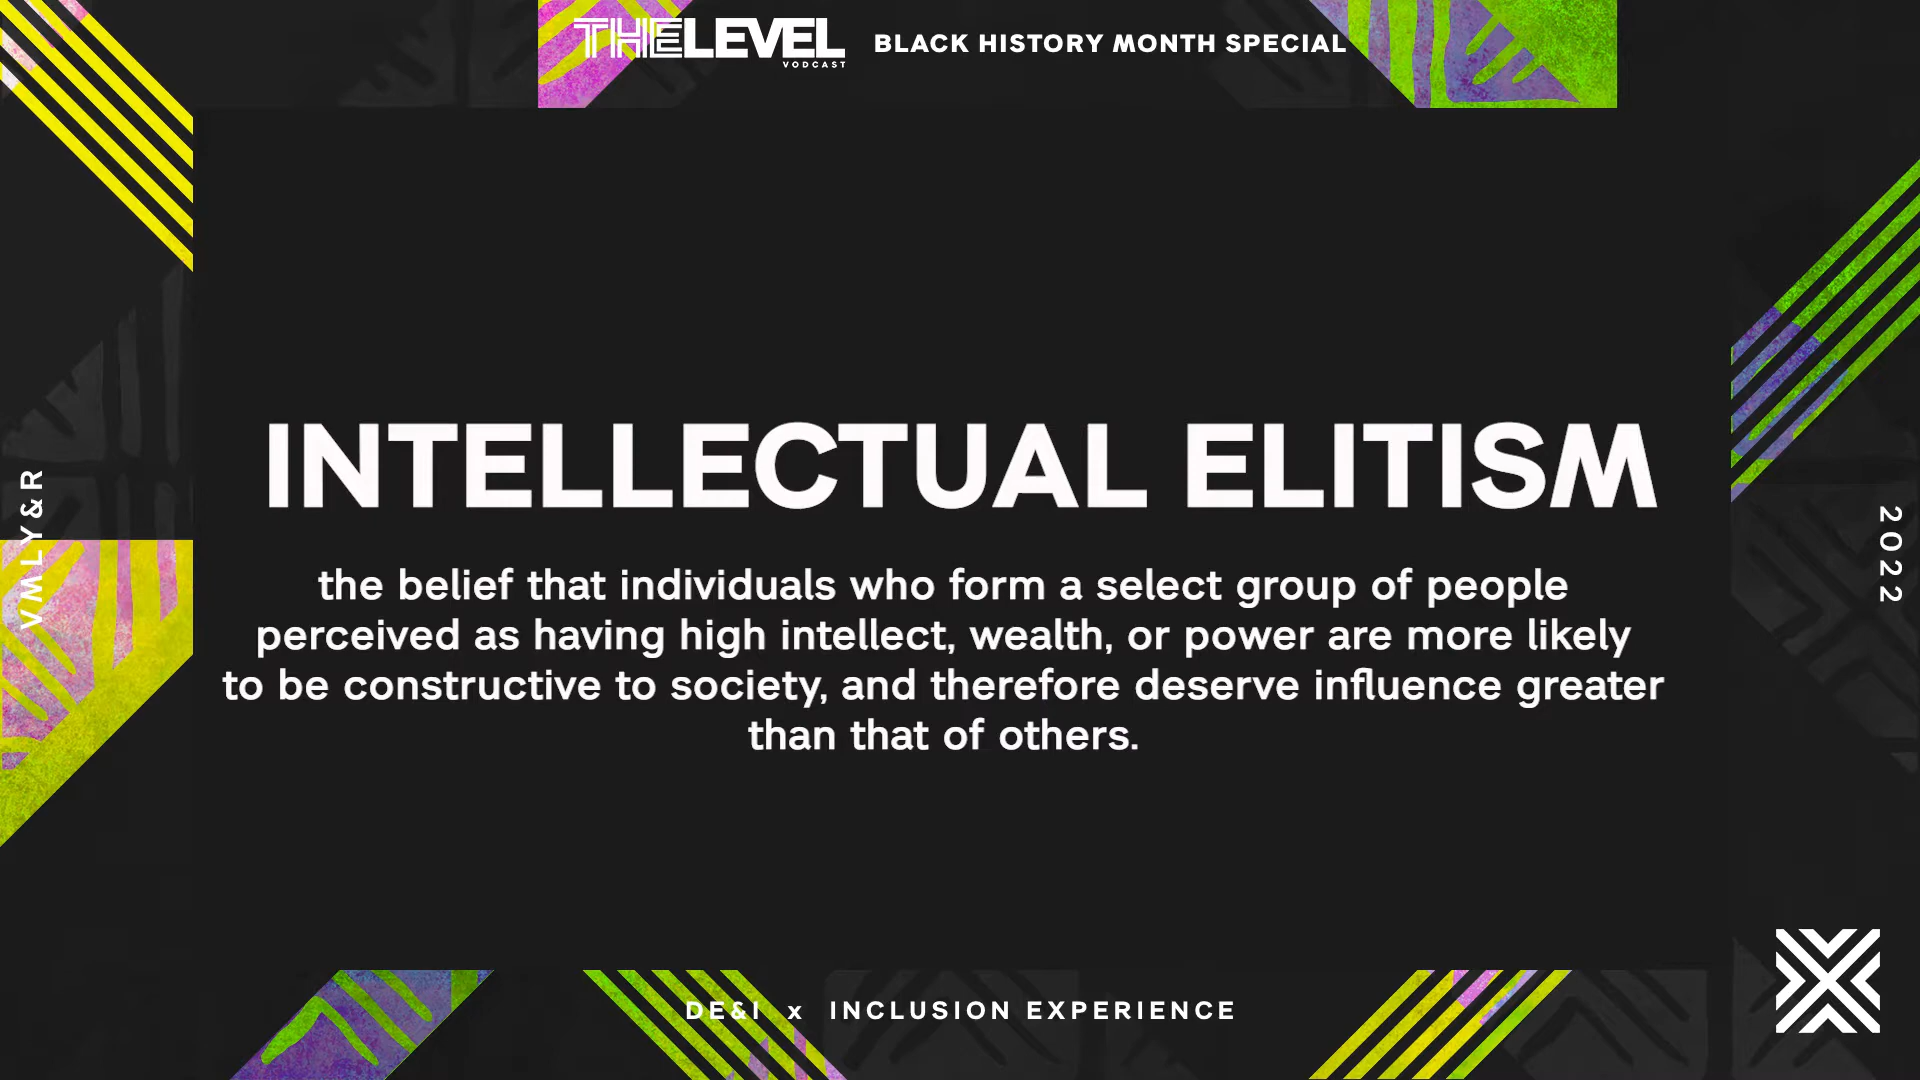 THELEVEL
VODCAST
BLACK HISTORY MONTH SPECIAL
VMLY&R
2022
INTELLECTUAL ELITISM
the belief that individuals who form a select group of people
perceived as having high intellect, wealth, or power are more likely
to be constructive to society, and therefore deserve influence greater
than that of others.
DE&I x INCLUSION EXPERIENCE